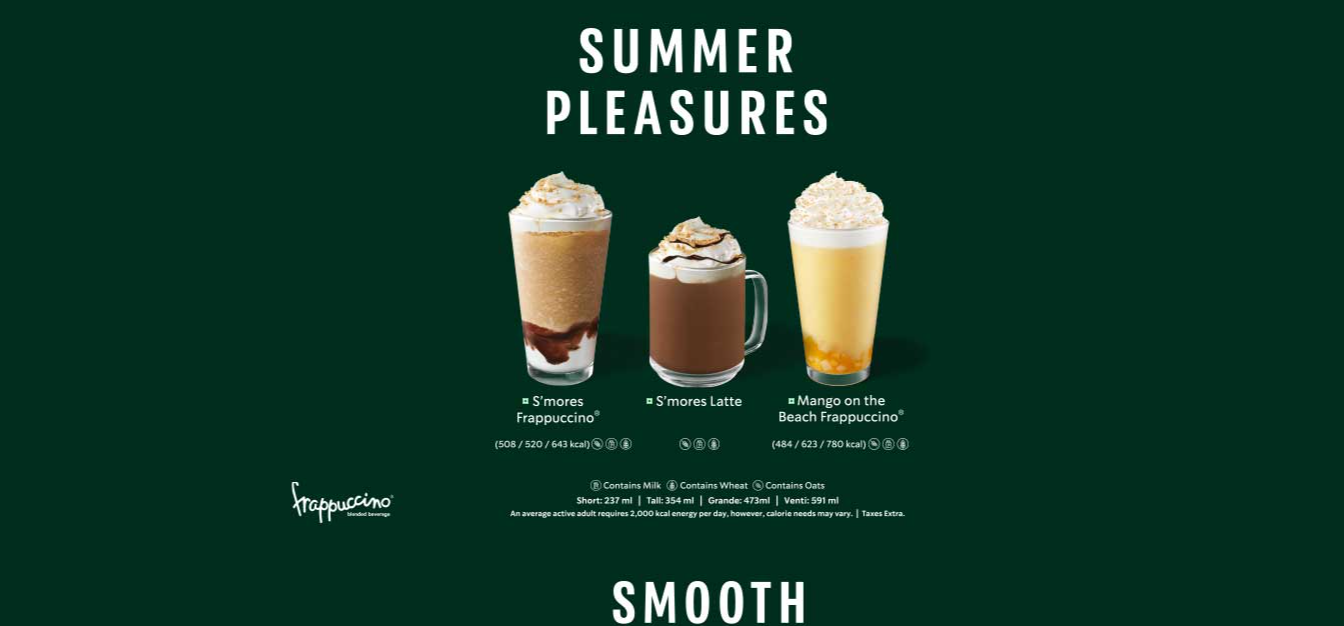 SUMMER
PLEASURES
S'mores
Frappuccino®
S'mores Latte
Mango on the
Beach Frappuccino®
(508 / 520 / 643 kcal)
(484 / 623 / 780 kcal)
Contains Milk Contains Wheat Contains Oats
Short: 237 ml | Tall: 354 ml | Grande: 473ml | Venti: 591 ml
An average active adult requires 2,000 kcal energy per day, however, calorie needs may vary. | Taxes Extra.
frappuccino®
blended beverage
SMOOTH